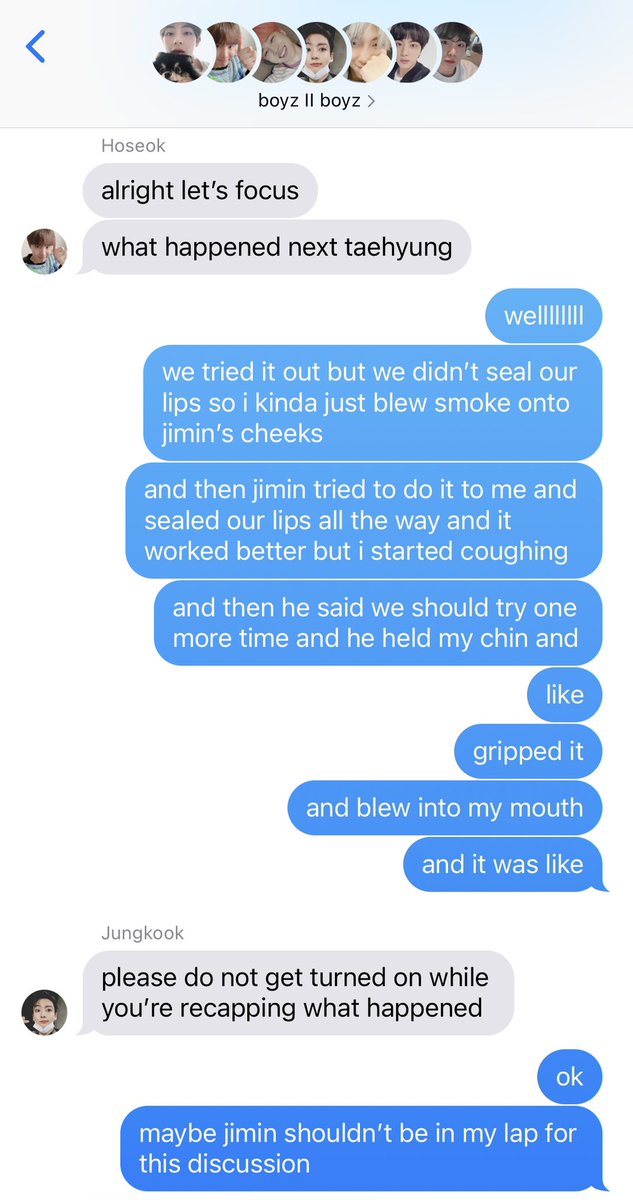 boyz II boyz >
Hoseok
alright let’s focus
what happened next taehyung
wellllllll
we tried it out but we didn’t seal our
lips so i kinda just blew smoke onto
jimin’s cheeks
and then jimin tried to do it to me and
sealed our lips all the way and it
worked better but i started coughing
and then he said we should try one
more time and he held my chin and
like
gripped it
and blew into my mouth
and it was like
Jungkook
please do not get turned on while
you’re recapping what happened
ok
maybe jimin shouldn’t be in my lap for
this discussion